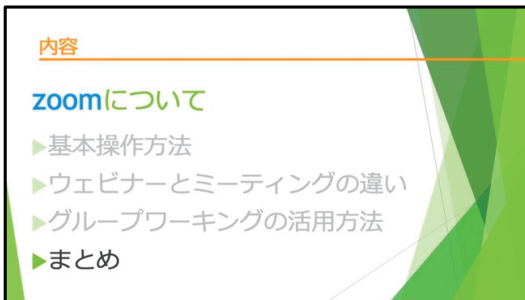 内容
zoomについて
▶基本操作方法
▶ウェビナーとミーティングの違い
▶グループワーキングの活用方法
▶まとめ